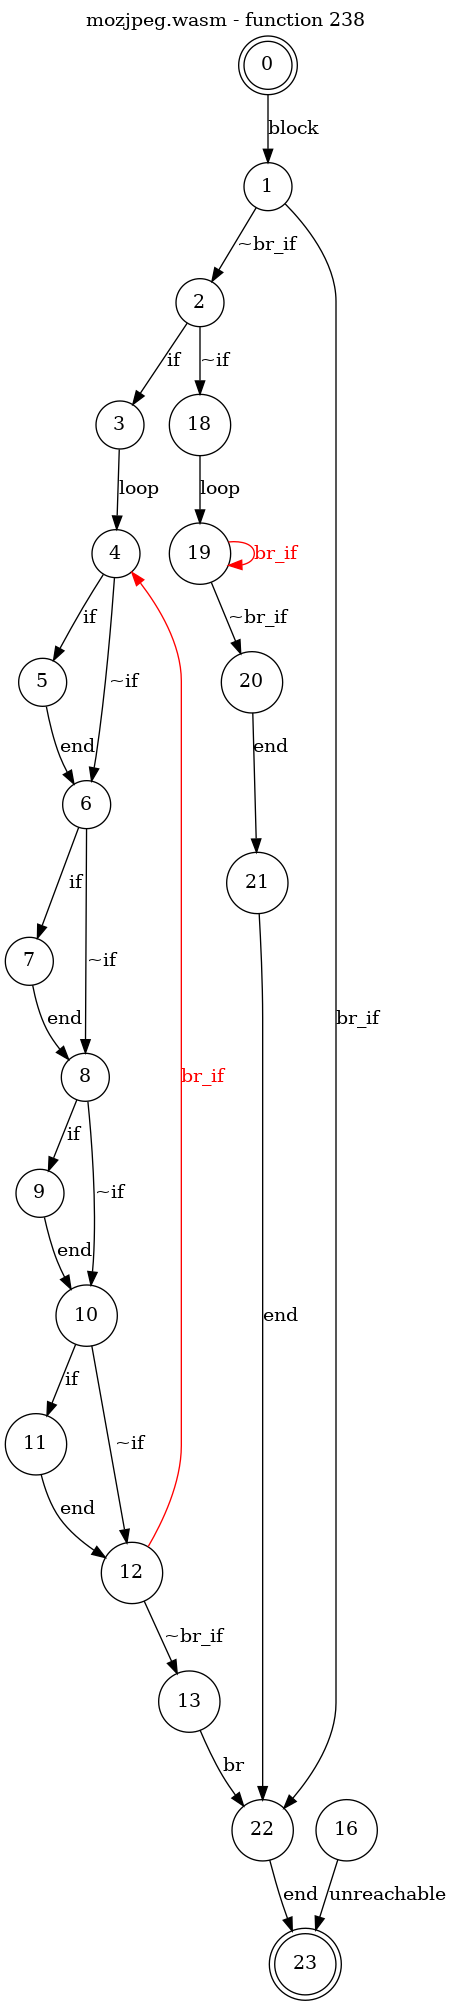 mozjpeg.wasm - function 238
0
block
1
~br_if
2
if
~if
3
18
loop
loop
4
19
br_if
if
~if
~br_if
5
20
end
end
6
if
21
7
~if
end
br_if
8
br_if
if
9
~if
end
10
end
if
11
~if
end
12
~br_if
13
br
22
16
end
unreachable
23